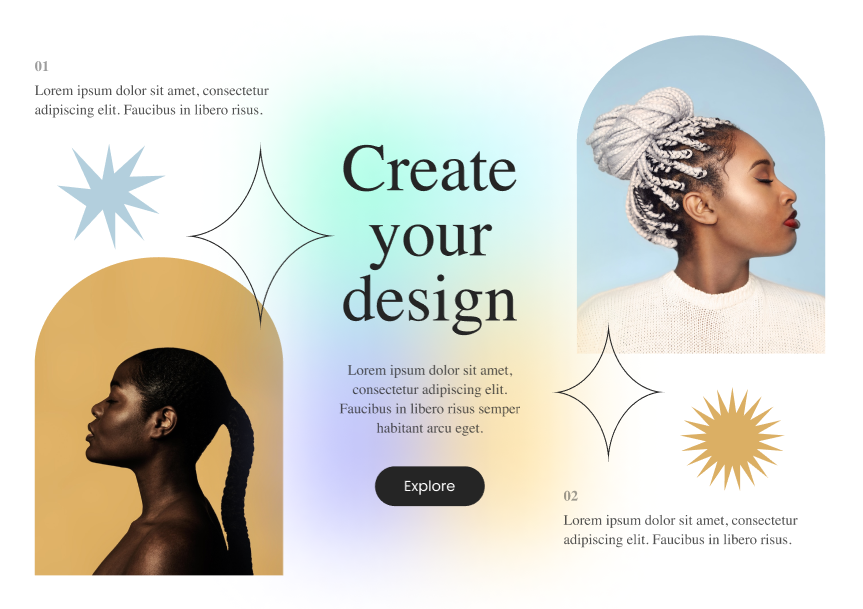 01
Lorem ipsum dolor sit amet, consectetur
adipiscing elit. Faucibus in libero risus.
Create
your
design
Lorem ipsum dolor sit amet,
consectetur adipiscing elit.
Faucibus in libero risus semper
habitant arcu eget.
Explore
02
Lorem ipsum dolor sit amet, consectetur
adipiscing elit. Faucibus in libero risus.